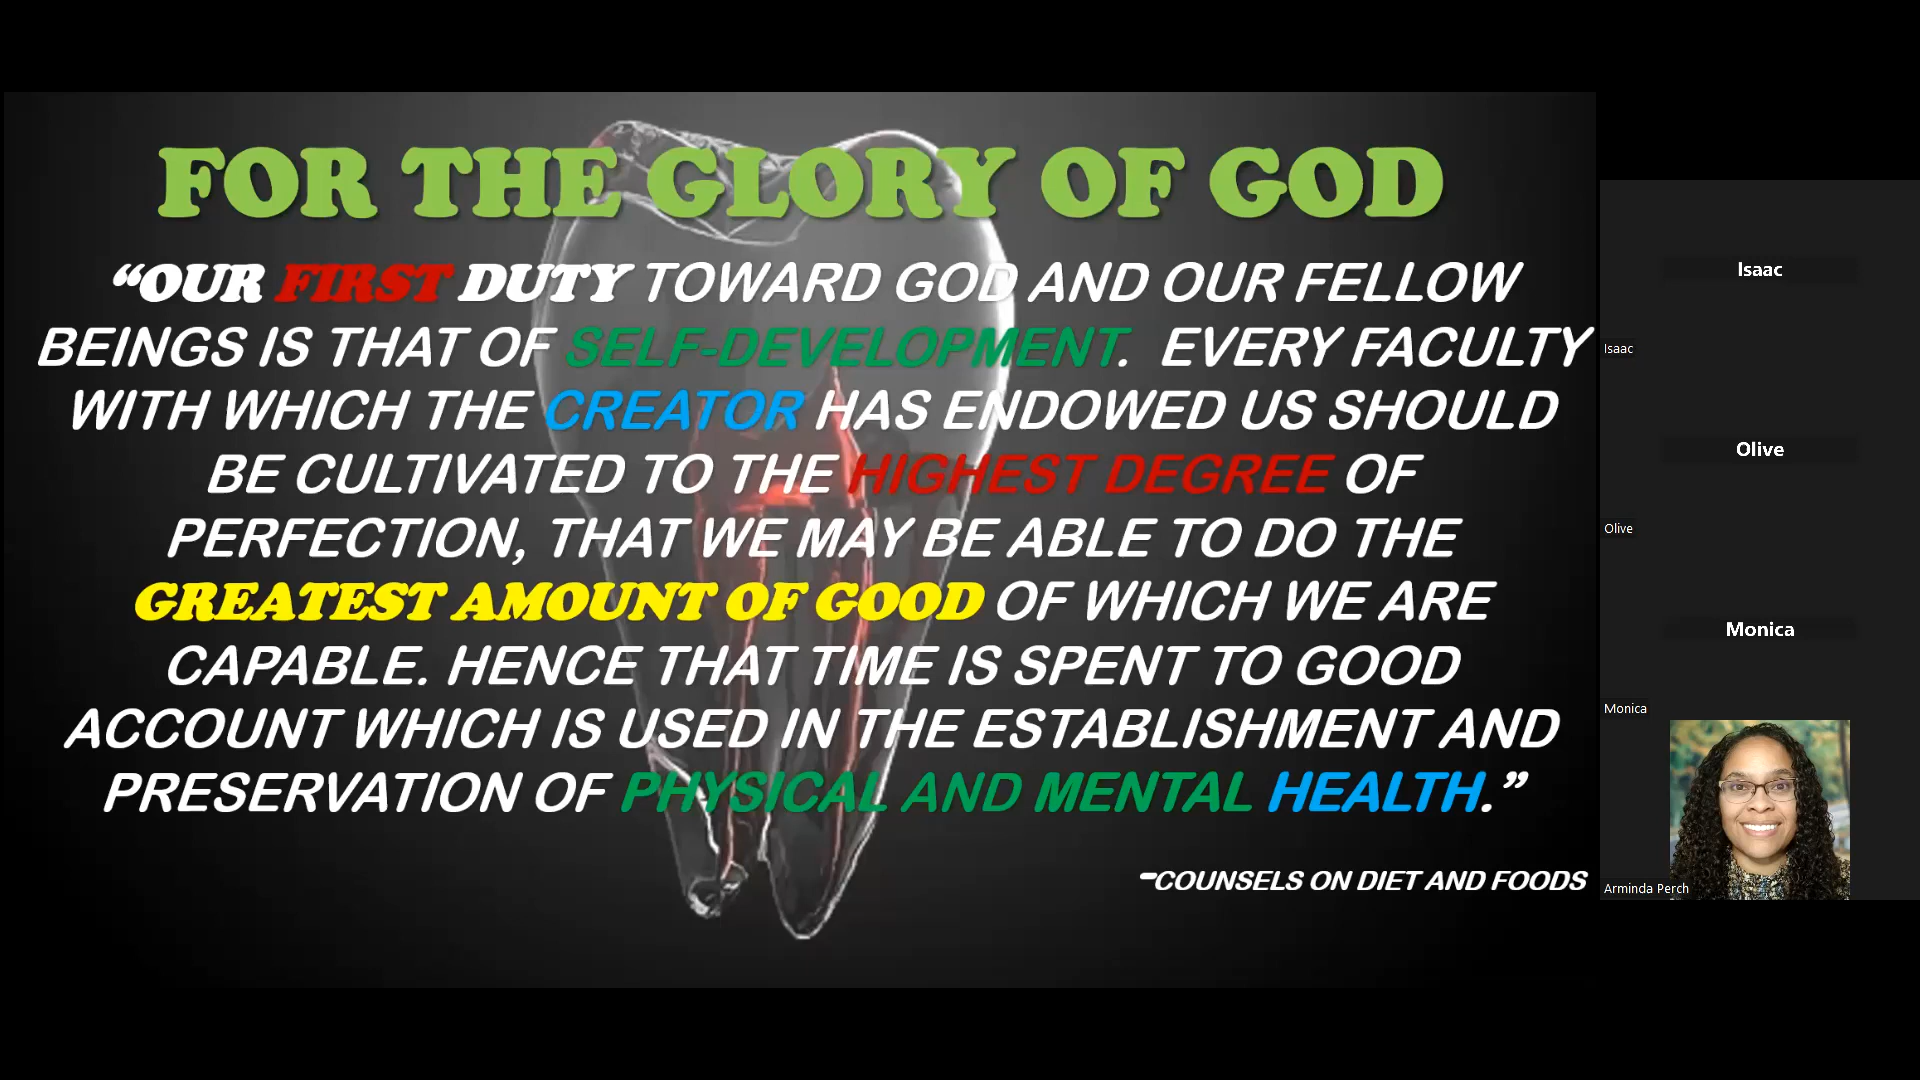 FOR THE GLORY OF GOD
“OUR FIRST DUTY TOWARD GOD AND OUR FELLOW
BEINGS IS THAT OF SELF-DEVELOPMENT.  EVERY FACULTY
WITH WHICH THE CREATOR HAS ENDOWED US SHOULD
BE CULTIVATED TO THE HIGHEST DEGREE OF
PERFECTION, THAT WE MAY BE ABLE TO DO THE
GREATEST AMOUNT OF GOOD OF WHICH WE ARE
CAPABLE. HENCE THAT TIME IS SPENT TO GOOD
ACCOUNT WHICH IS USED IN THE ESTABLISHMENT AND
PRESERVATION OF PHYSICAL AND MENTAL HEALTH.”
-COUNSELS ON DIET AND FOODS
Isaac
Isaac
Olive
Olive
Monica
Monica
Arminda Perch